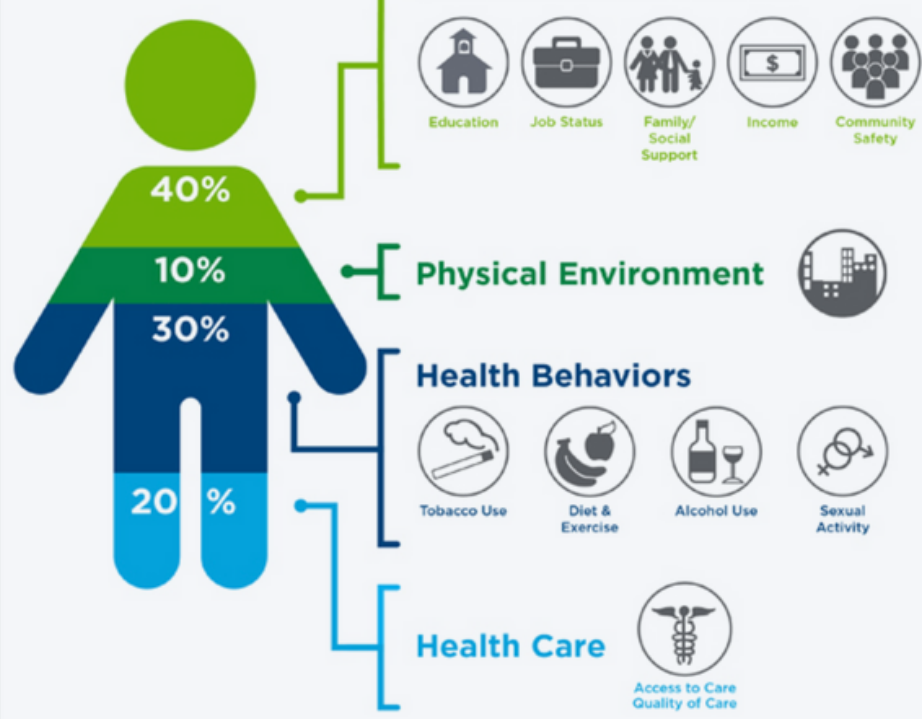 $
Education
Job Status
Family/
Social
Support
Income
Community
Safety
40%
10%
Physical Environment
30%
Health Behaviors
Tobacco Use
Diet &
Exercise
Alcohol Use
Sexual
Activity
20 %
Health Care
Access to Care
Quality of Care